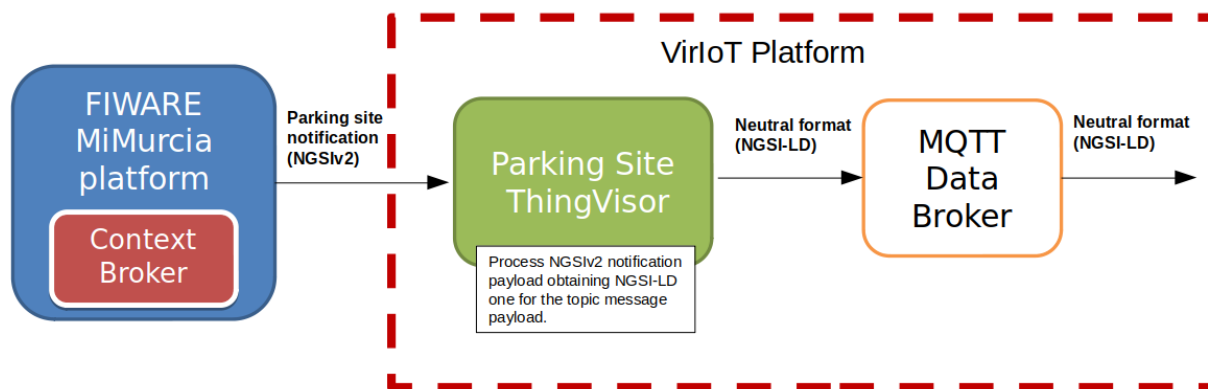 VirIoT Platform
FIWARE
MiMurcia
platform
Context
Broker
Parking site
notification
(NGSIv2)
Parking Site
ThingVisor
Process NGSIv2 notification
payload obtaining NGSI-LD
one for the topic message
payload.
Neutral format
(NGSI-LD)
MQTT
Data
Broker
Neutral format
(NGSI-LD)